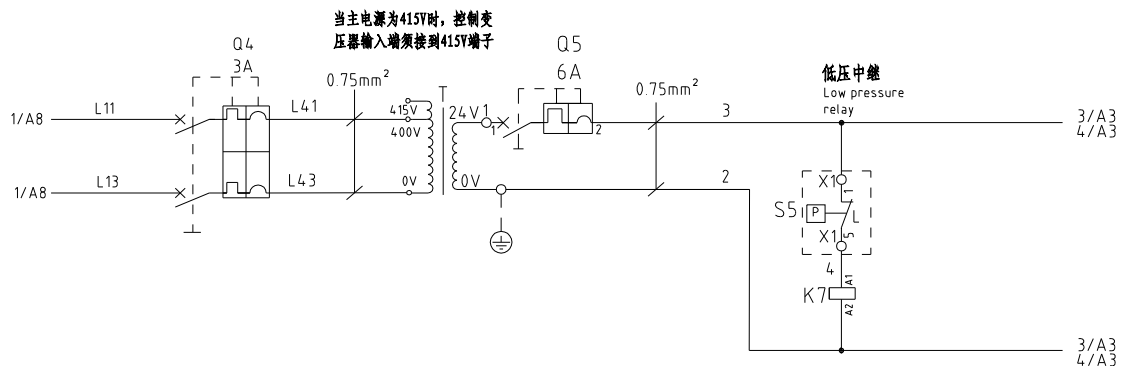 当主电源为415V时，控制变
压器输入端须接到415V端子
Q4
3A
Q5
6A
0.75mm²
0.75mm²
低压中继
Low pressure
relay
1/A8
L11
L41
415V
400V
24V
1
1
2
3
3/A3
4/A3
1/A8
L13
L43
0V
0V
2
X1
1
S5
P
L
X1
5
4
K7
A1
A2
3/A3
4/A3